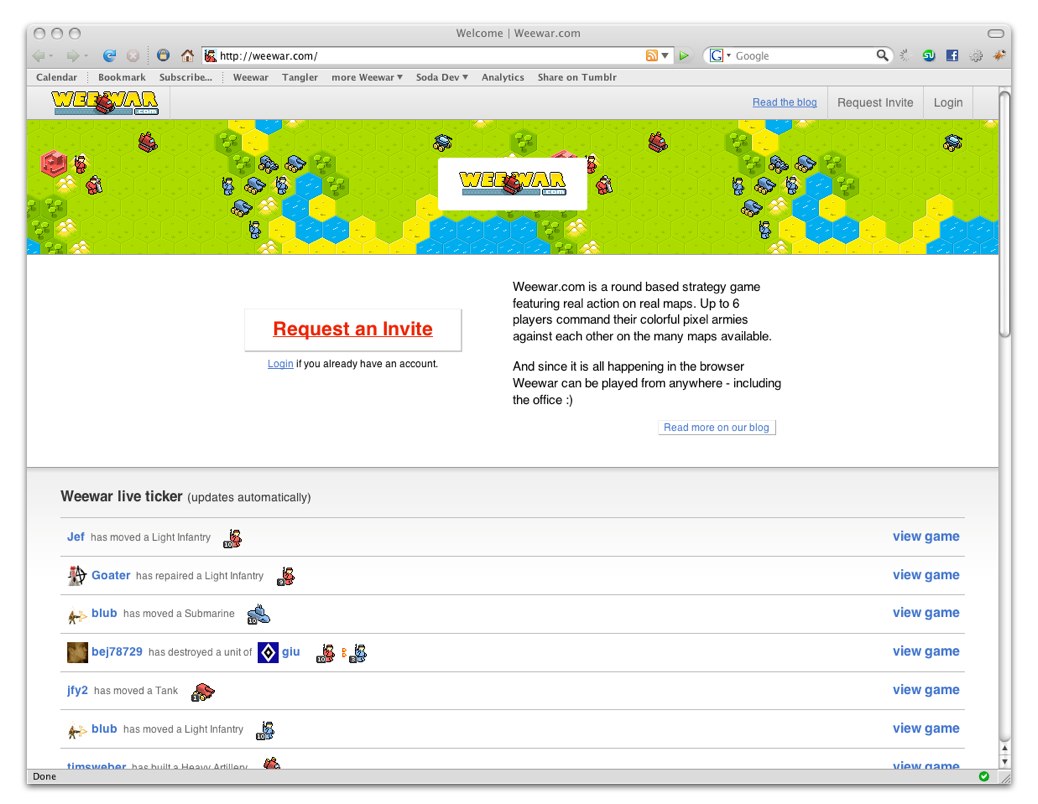 Welcome | Weewar.com
http://weewar.com/
G Google
Calendar Bookmark Subscribe... Weewar Tangler more Weewar Soda Dev Analytics Share on Tumblr
WEEWAR
Read the blog Request Invite Login
WEEWAR
Request an Invite
Login if you already have an account.
Weewar.com is a round based strategy game
featuring real action on real maps. Up to 6
players command their colorful pixel armies
against each other on the many maps available.
And since it is all happening in the browser
Weewar can be played from anywhere - including
the office :)
Read more on our blog
Weewar live ticker (updates automatically)
Jef has moved a Light Infantry 10 view game
Goater has repaired a Light Infantry view game
blub has moved a Submarine 10 view game
bej78729 has destroyed a unit of giu 10 3 view game
jfy2 has moved a Tank 1 view game
blub has moved a Light Infantry 10 view game
timsweber has built a Heavy Artillery view game
Done